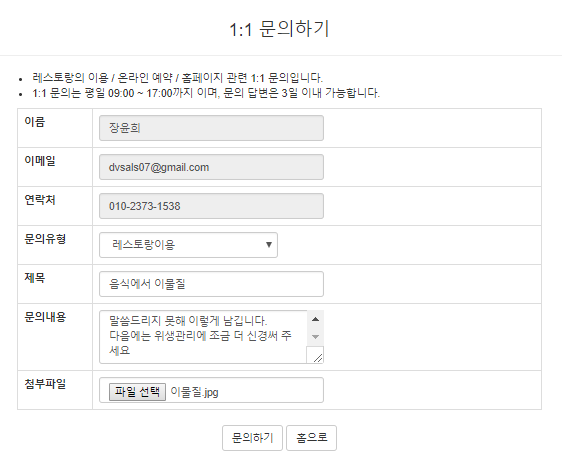 1:1 문의하기
레스토랑의 이용 / 온라인 예약 / 홈페이지 관련 1:1 문의입니다.
1:1 문의는 평일 09:00 ~ 17:00까지 이며, 문의 답변은 3일 이내 가능합니다.
이름
장윤희
이메일
dvsals07@gmail.com
연락처
010-2373-1538
문의유형
레스토랑이용
제목
음식에서 이물질
문의내용
말씀드리지 못해 이렇게 남깁니다.
다음에는 위생관리에 조금 더 신경써 주
세요
첨부파일
파일 선택 이물질.jpg
문의하기 홈으로